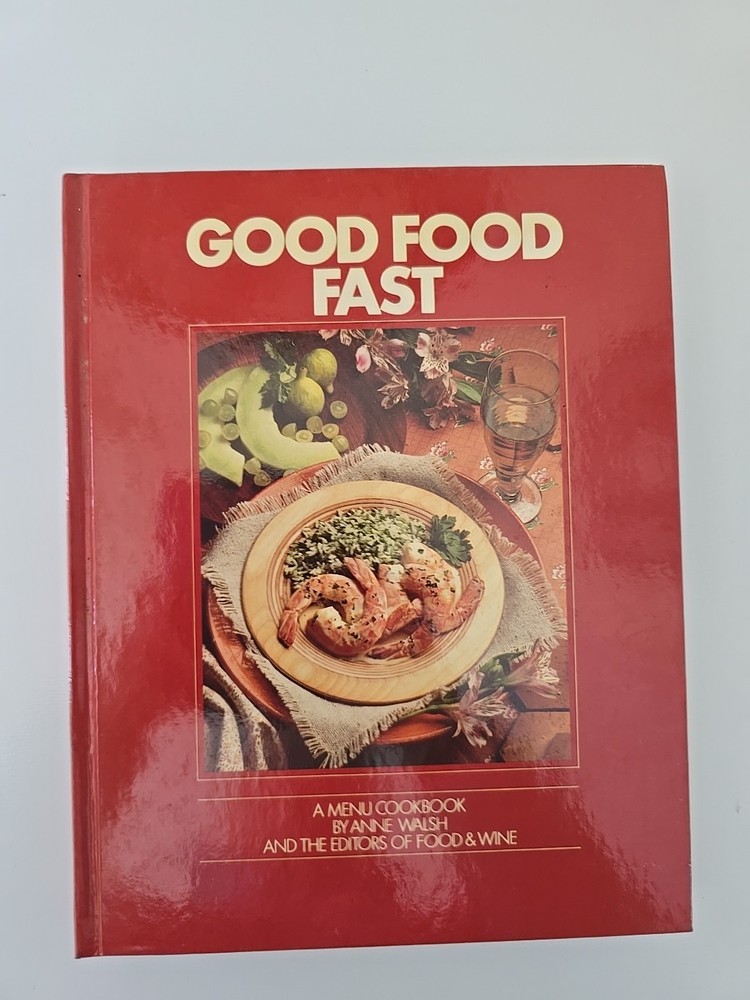 GOOD FOOD
FAST
A MENU COOKBOOK
BY ANNE WALSH
AND THE EDITORS OF FOOD & WINE